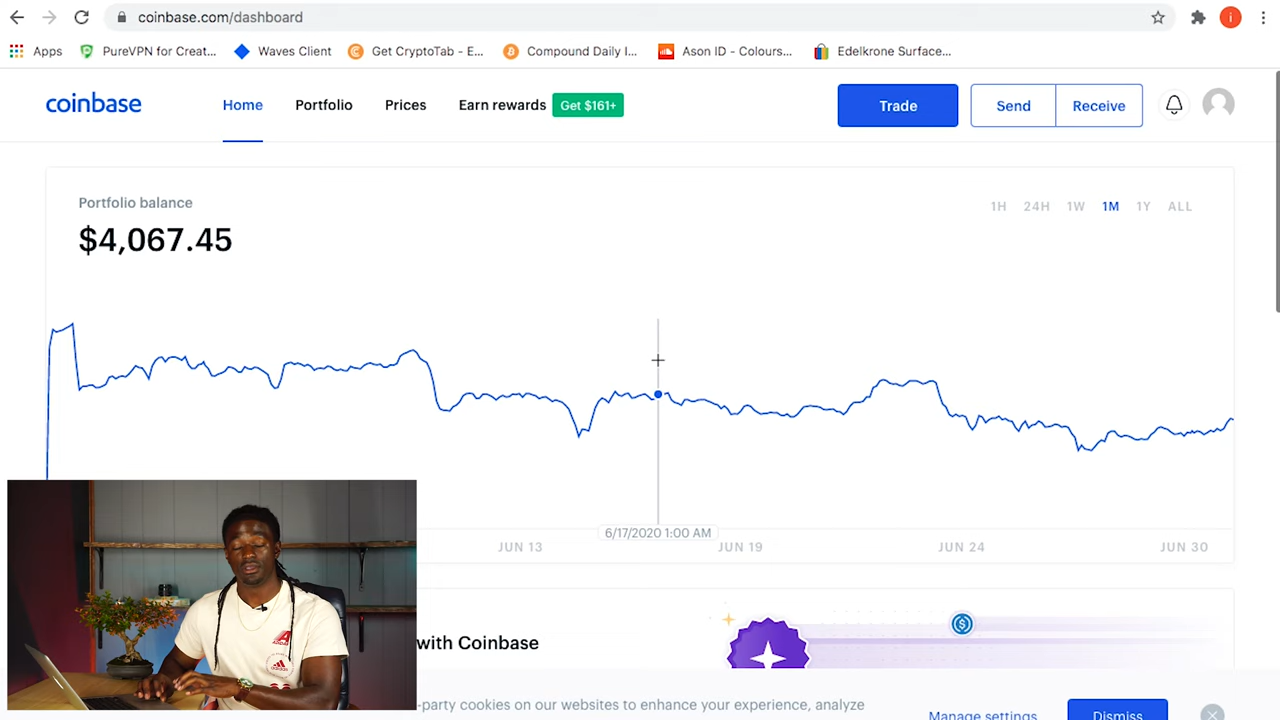 coinbase.com/dashboard
i
Apps
PureVPN for Creat...
Waves Client
Get CryptoTab - E...
Compound Daily I...
Ason ID - Colours...
Edelkrone Surface...
coinbase
Home
Portfolio
Prices
Earn rewards
Get $161+
Trade
Send
Receive
Portfolio balance
1H 24H 1W 1M 1Y ALL
$4,067.45
6/17/2020 1:00 AM
JUN 13
JUN 19
JUN 24
JUN 30
with Coinbase
-party cookies on our websites to enhance your experience, analyze
Manage settings
Dismiss
adidas